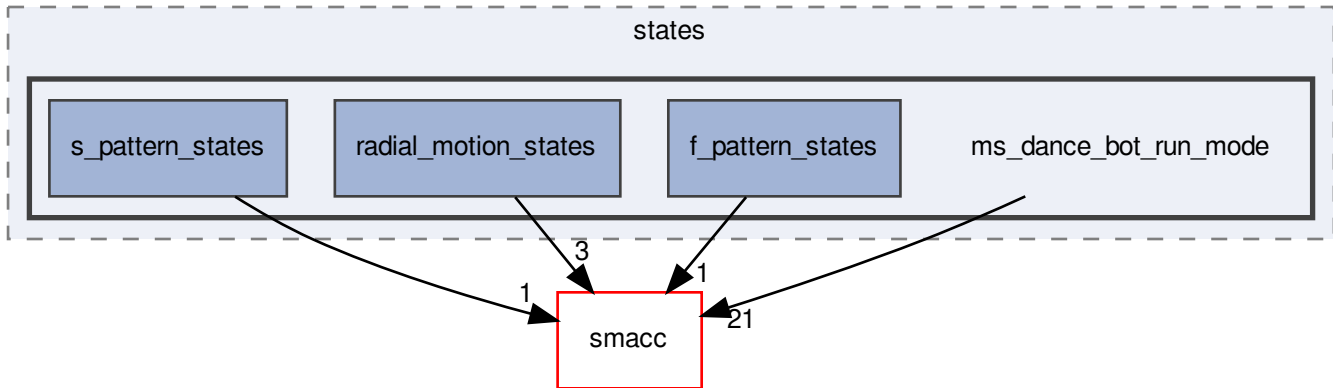 states
s_pattern_states
radial_motion_states
f_pattern_states
ms_dance_bot_run_mode
3
1
1
21
smacc